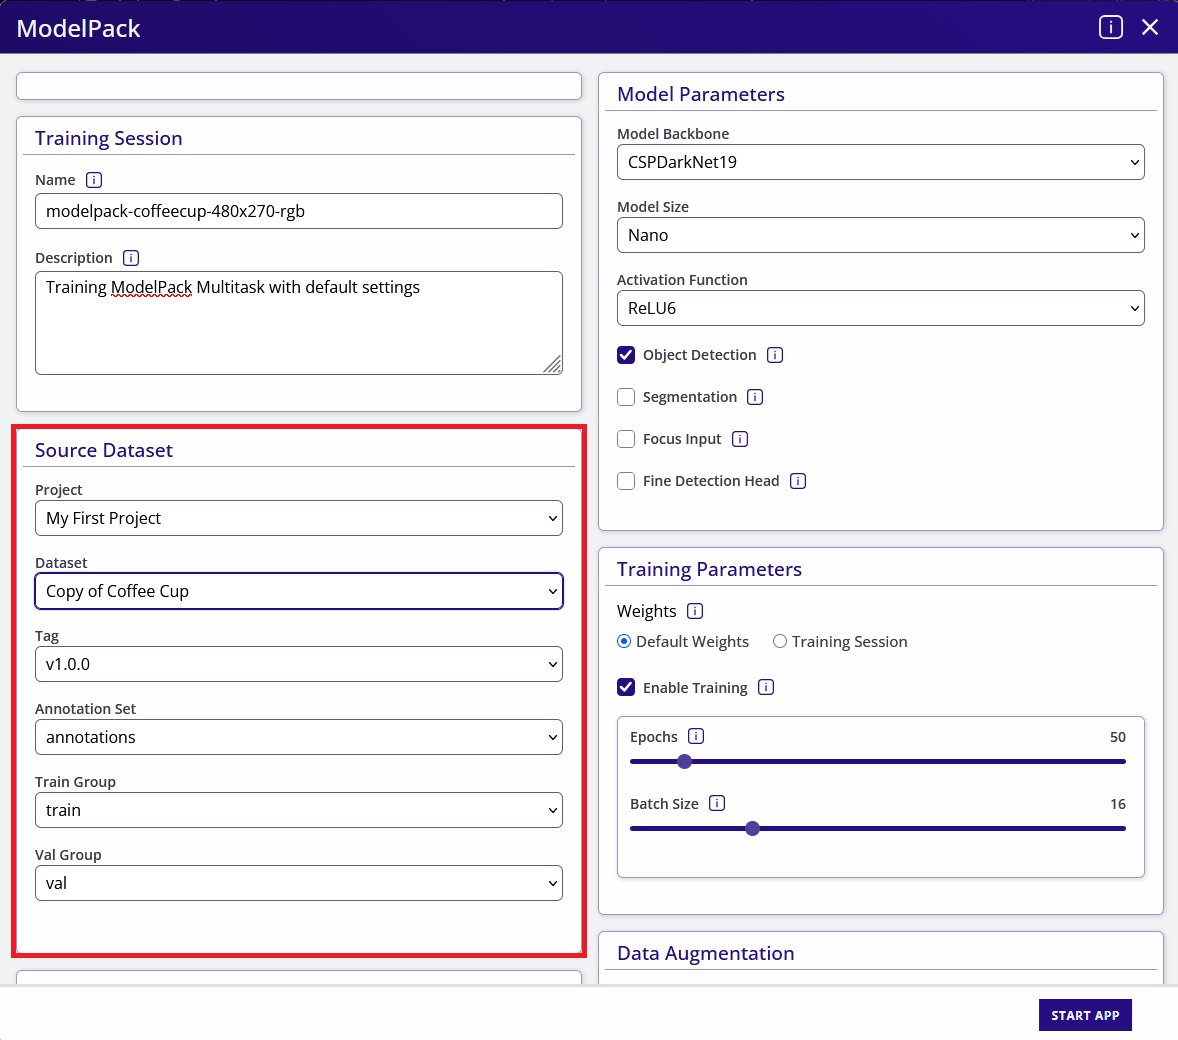 ModelPack
Training Session
Name
modelpack-coffeecup-480x270-rgb
Description
Training ModelPack Multitask with default settings
Source Dataset
Project
My First Project
Dataset
Copy of Coffee Cup
Tag
v1.0.0
Annotation Set
annotations
Train Group
train
Val Group
val
Model Parameters
Model Backbone
CSPDarkNet19
Model Size
Nano
Activation Function
ReLU6
Object Detection
Segmentation
Focus Input
Fine Detection Head
Training Parameters
Weights
Default Weights Training Session
Enable Training
Epochs 50
Batch Size 16
Data Augmentation
START APP